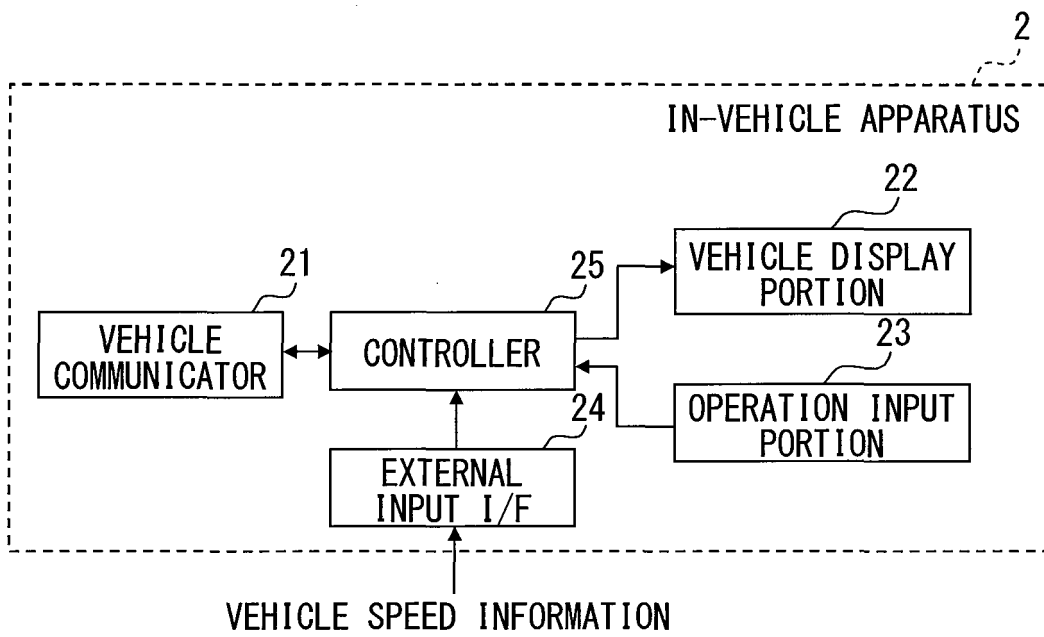 2
IN-VEHICLE APPARATUS
22
VEHICLE DISPLAY
PORTION
21
25
VEHICLE
COMMUNICATOR
CONTROLLER
23
OPERATION INPUT
PORTION
24
EXTERNAL
INPUT I/F
VEHICLE SPEED INFORMATION